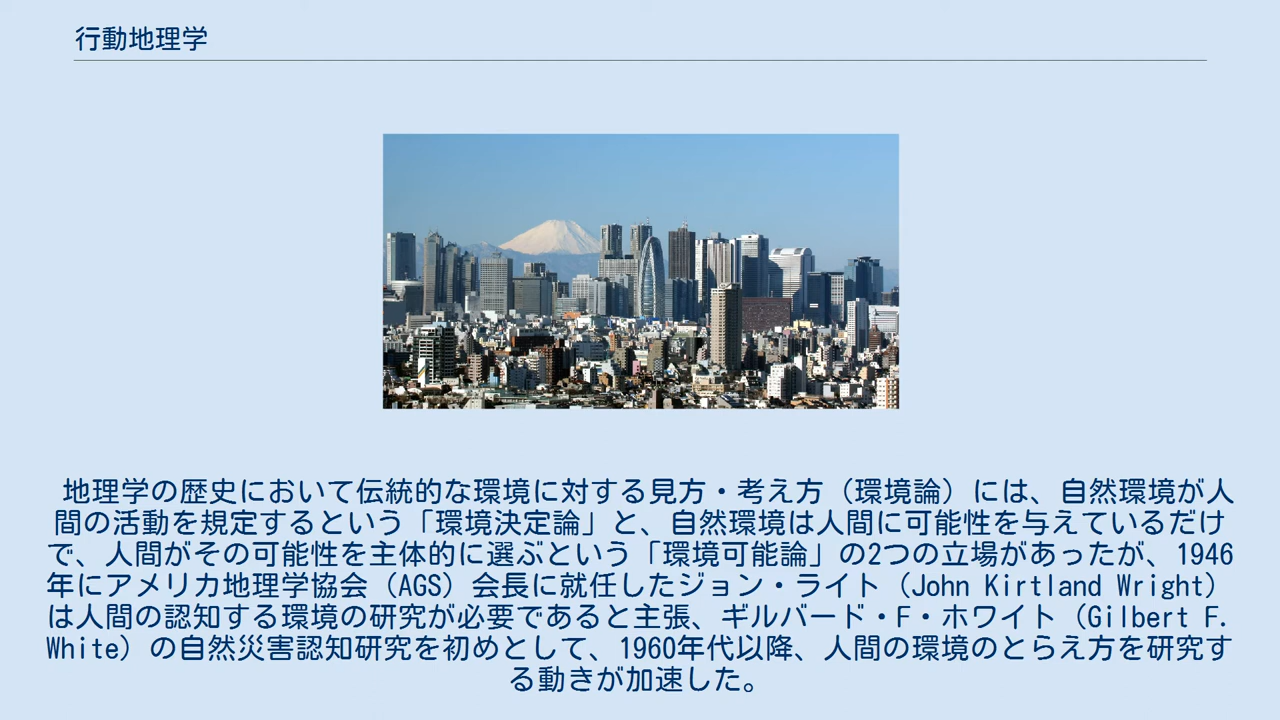 行動地理学
地理学の歴史において伝統的な環境に対する見方・考え方（環境論）には、自然環境が人
間の活動を規定するという「環境決定論」と、自然環境は人間に可能性を与えているだけ
で、人間がその可能性を主体的に選ぶという「環境可能論」の2つの立場があったが、1946
年にアメリカ地理学協会（AGS）会長に就任したジョン・ライト（John Kirtland Wright）
は人間の認知する環境の研究が必要であると主張、ギルバード・F・ホワイト（Gilbert F.
White）の自然災害認知研究を初めとして、1960年代以降、人間の環境のとらえ方を研究す
る動きが加速した。